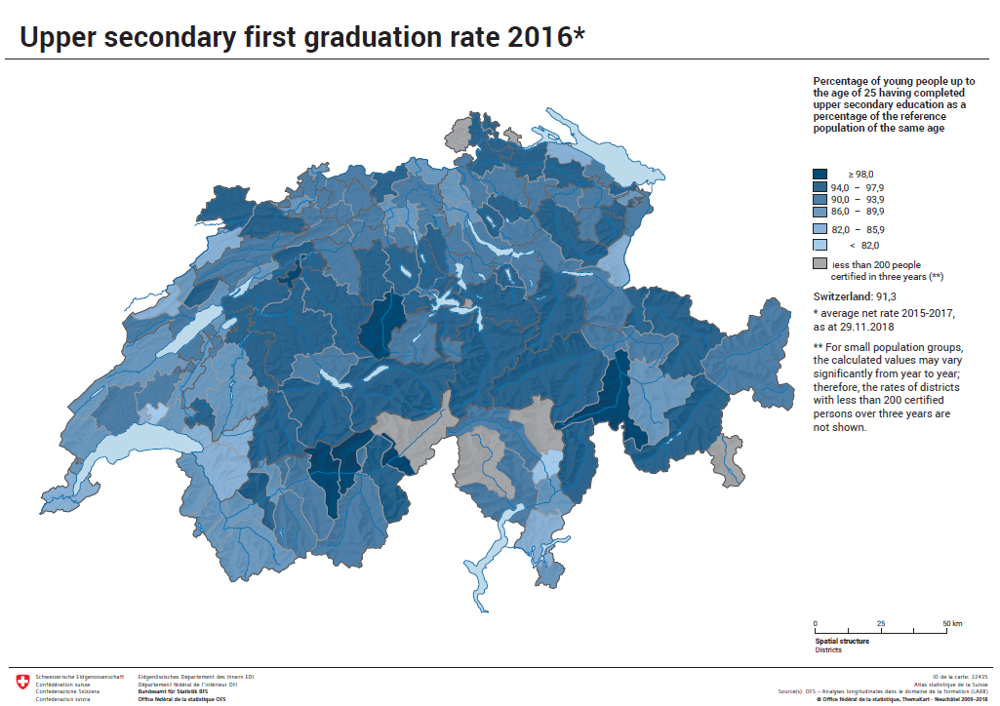 Upper secondary first graduation rate 2016*
Percentage of young people up to
the age of 25 having completed
upper secondary education as a
percentage of the reference
population of the same age
≥ 98,0
94,0 – 97,9
90,0 – 93,9
86,0 – 89,9
82,0 – 85,9
< 82,0
less than 200 people
certified in three years (**)
Switzerland: 91,3
* average net rate 2015-2017,
as at 29.11.2018
** For small population groups,
the calculated values may vary
significantly from year to year;
therefore, the rates of districts
with less than 200 certified
persons over three years are
not shown.
0 25 50 km
Spatial structure
Districts
Schweizerische Eidgenossenschaft
Confédération suisse
Confederazione Svizzera
Confederaziun svizra
Eidgenössisches Departement des Innern EDI
Département fédéral de l'intérieur DFI
Bundesamt für Statistik BFS
Office fédéral de la statistique OFS
ID de la carte: 22435
Atlas statistique de la Suisse
Source(s): OFS – Analyses longitudinales dans le domaine de la formation (LABB)
© Office fédéral de la statistique, ThemaKart – Neuchâtel 2009–2018